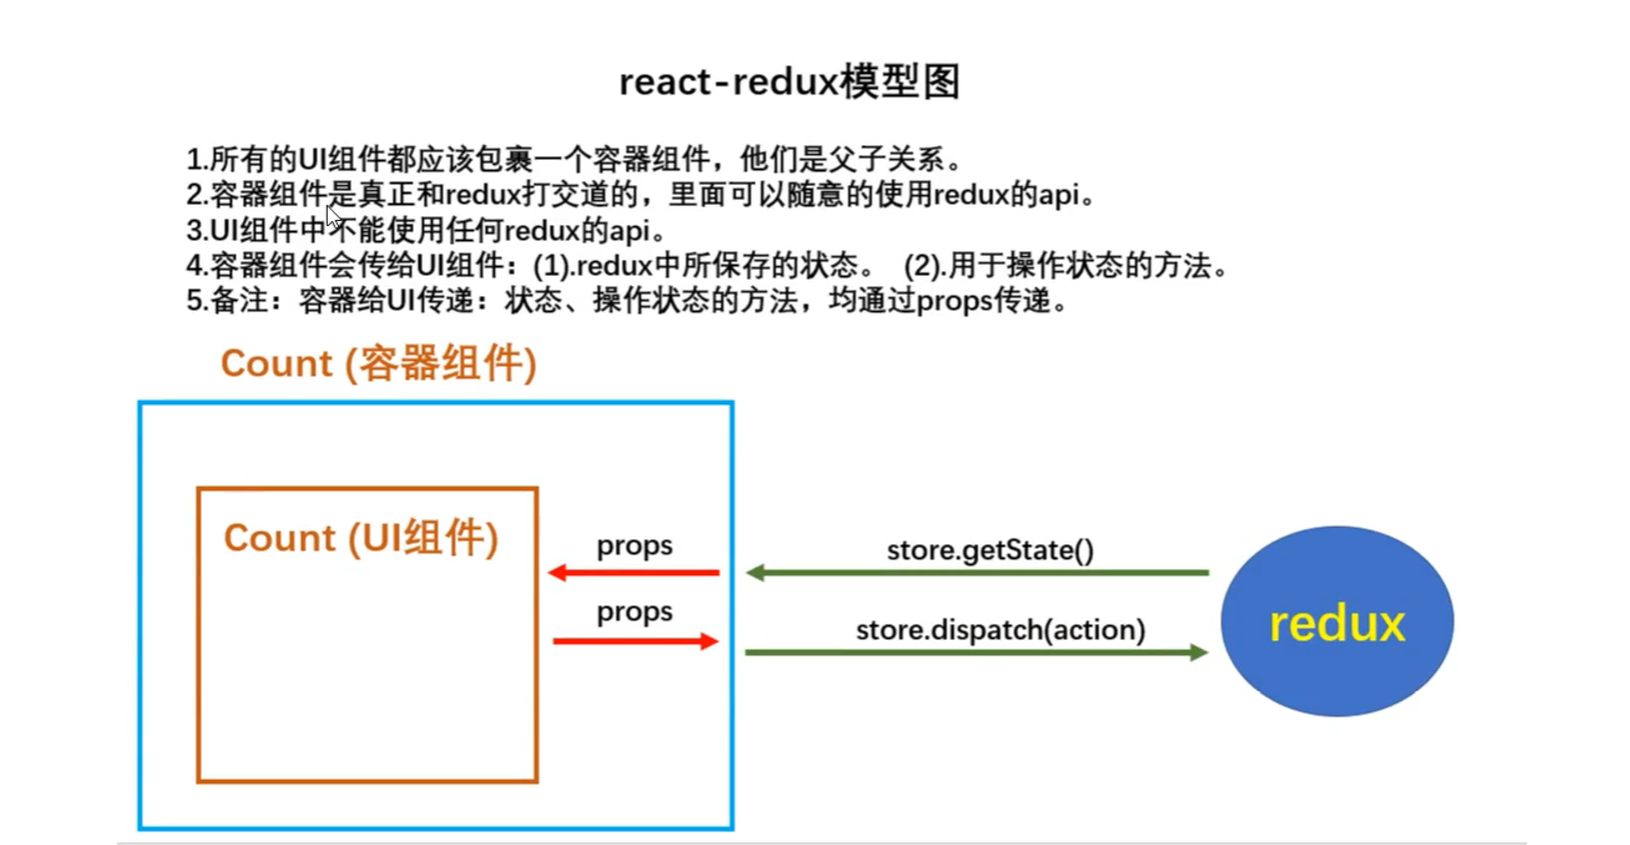 react-redux模型图
1.所有的UI组件都应该包裹一个容器组件，他们是父子关系。
2.容器组件是真正和redux打交道的，里面可以随意的使用redux的api。
3.UI组件中不能使用任何redux的api。
4.容器组件会传给UI组件：(1).redux中所保存的状态。 (2).用于操作状态的方法。
5.备注：容器给UI传递：状态、操作状态的方法，均通过props传递。
Count (容器组件)
Count (UI组件)
props
props
store.getState()
store.dispatch(action)
redux